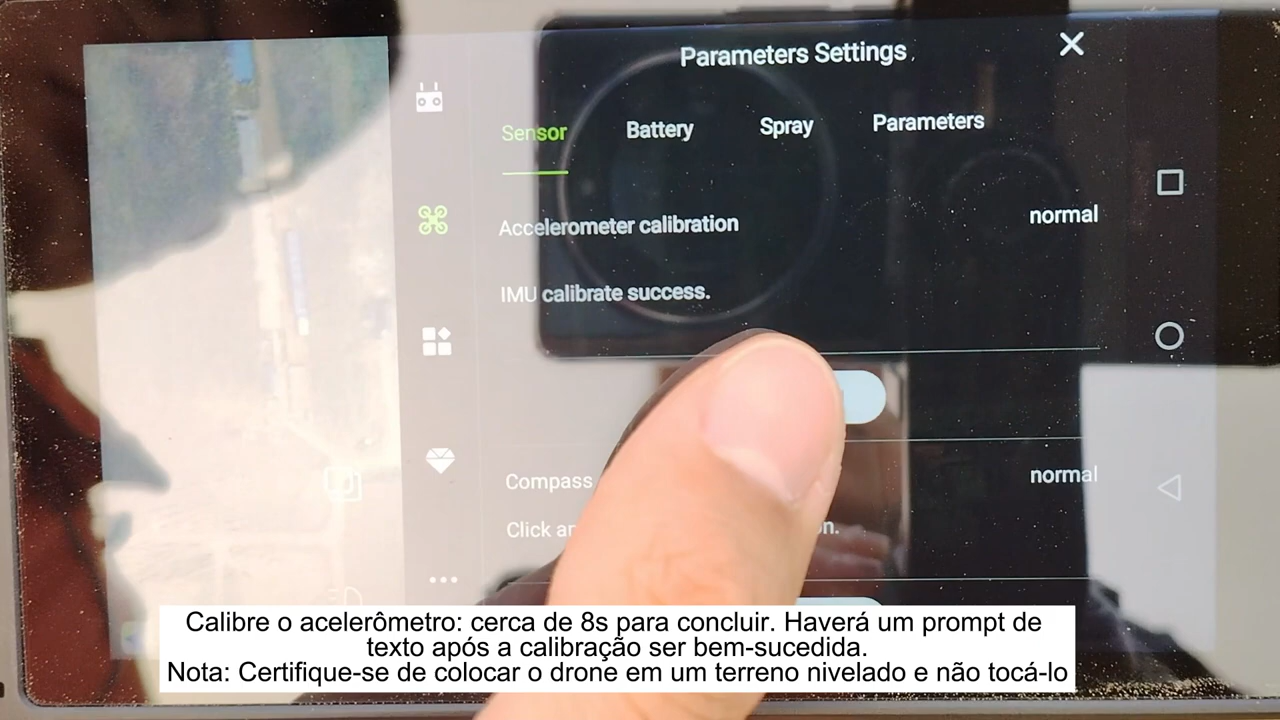 Parameters Settings
Sensor Battery Spray Parameters
Accelerometer calibration normal
IMU calibrate success.
Compass normal
Click
Calibre o acelerômetro: cerca de 8s para concluir. Haverá um prompt de
texto após a calibração ser bem-sucedida.
Nota: Certifique-se de colocar o drone em um terreno nivelado e não tocá-lo